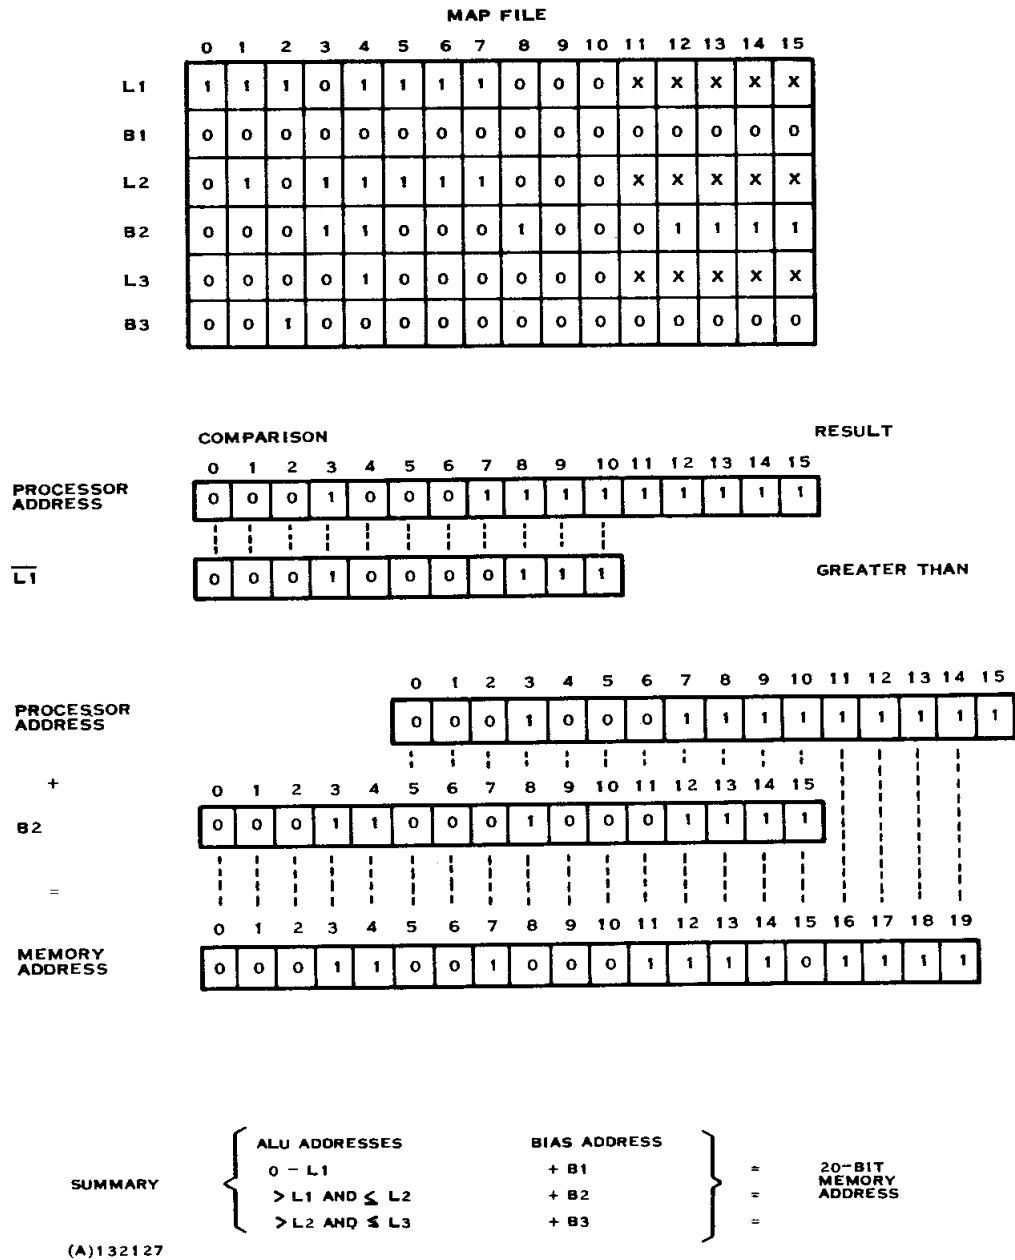 MAP FILE
0 1 2 3 4 5 6 7 8 9 10 11 12 13 14 15
L1 1 1 1 0 1 1 1 1 0 0 0 X X X X X
B1 0 0 0 0 0 0 0 0 0 0 0 0 0 0 0 0
L2 0 1 0 1 1 1 1 1 0 0 0 X X X X X
B2 0 0 0 1 1 0 0 0 1 0 0 0 1 1 1 1
L3 0 0 0 0 1 0 0 0 0 0 0 X X X X X
B3 0 0 1 0 0 0 0 0 0 0 0 0 0 0 0 0
COMPARISON RESULT
0 1 2 3 4 5 6 7 8 9 10 11 12 13 14 15
PROCESSOR
ADDRESS
0 0 0 1 0 0 0 1 1 1 1 1 1 1 1 1
L1 0 0 0 1 0 0 0 0 1 1 1 GREATER THAN
0 1 2 3 4 5 6 7 8 9 10 11 12 13 14 15
PROCESSOR
ADDRESS
0 0 0 1 0 0 0 1 1 1 1 1 1 1 1 1
+
0 1 2 3 4 5 6 7 8 9 10 11 12 13 14 15
B2 0 0 0 1 1 0 0 0 1 0 0 0 1 1 1 1
=
0 1 2 3 4 5 6 7 8 9 10 11 12 13 14 15 16 17 18 19
MEMORY
ADDRESS
0 0 0 1 1 0 0 1 0 0 0 1 1 1 1 0 1 1 1 1
SUMMARY
ALU ADDRESSES BIAS ADDRESS
0 - L1 + B1 =
> L1 AND ≤ L2 + B2 =
> L2 AND ≤ L3 + B3 =
20-BIT
MEMORY
ADDRESS
(A)132127